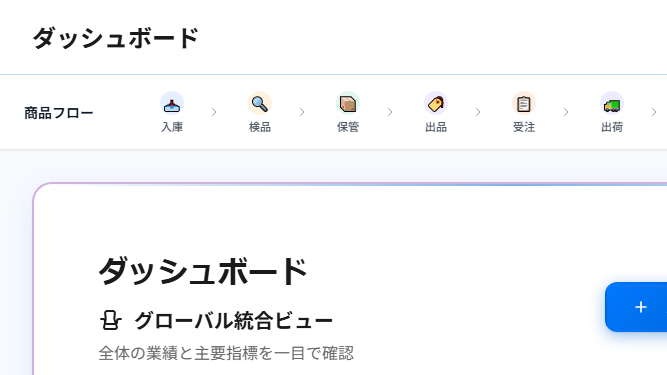 ダッシュボード
商品フロー
入庫
検品
保管
出品
受注
出荷
ダッシュボード
グローバル統合ビュー
全体の業績と主要指標を一目で確認